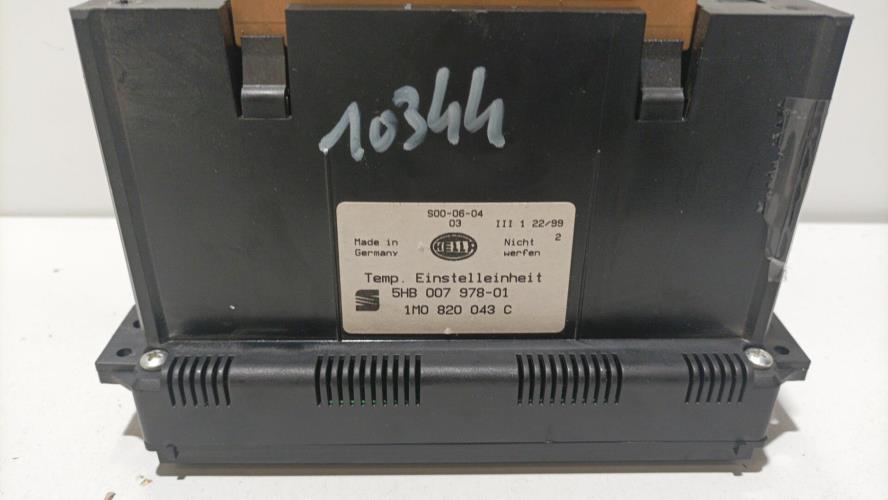 10344
S00-06-04
03 III 1 22/99
2
Made in Germany
HELLA
Nicht werfen
Temp. Einstelleinheit
5HB 007 978-01
1M0 820 043 C